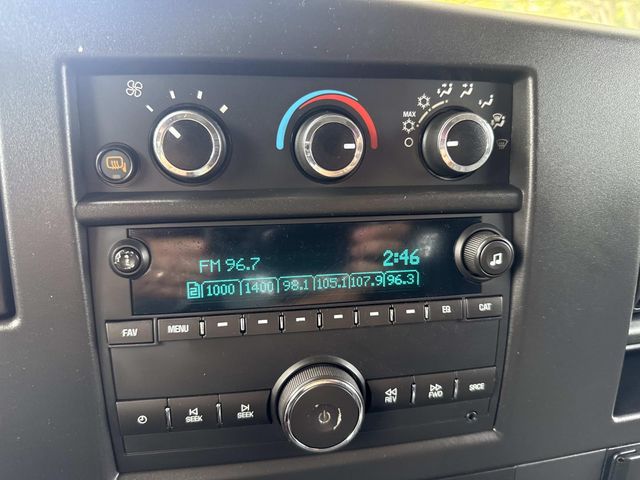 MAX
i
FM 96.7 2:46
2 1000 1400 98.1 105.1 107.9 96.3
FAV MENU EQ CAT
SEEK SEEK REV FWD SRCE